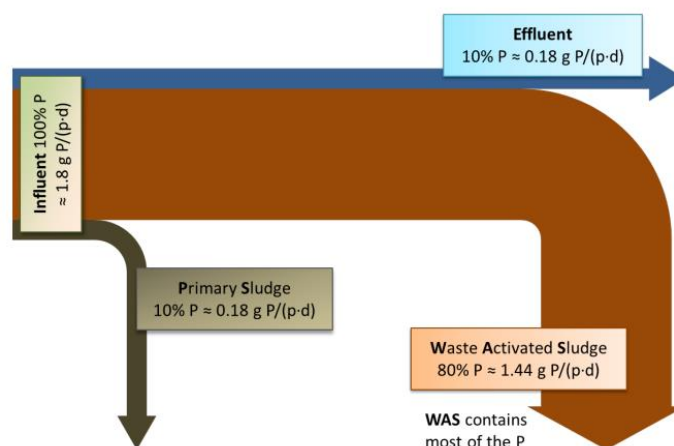 Effluent
10% P ≈ 0.18 g P/(p·d)
Influent 100% P
≈ 1.8 g P/(p·d)
Primary Sludge
10% P ≈ 0.18 g P/(p·d)
Waste Activated Sludge
80% P ≈ 1.44 g P/(p·d)
WAS contains
most of the P